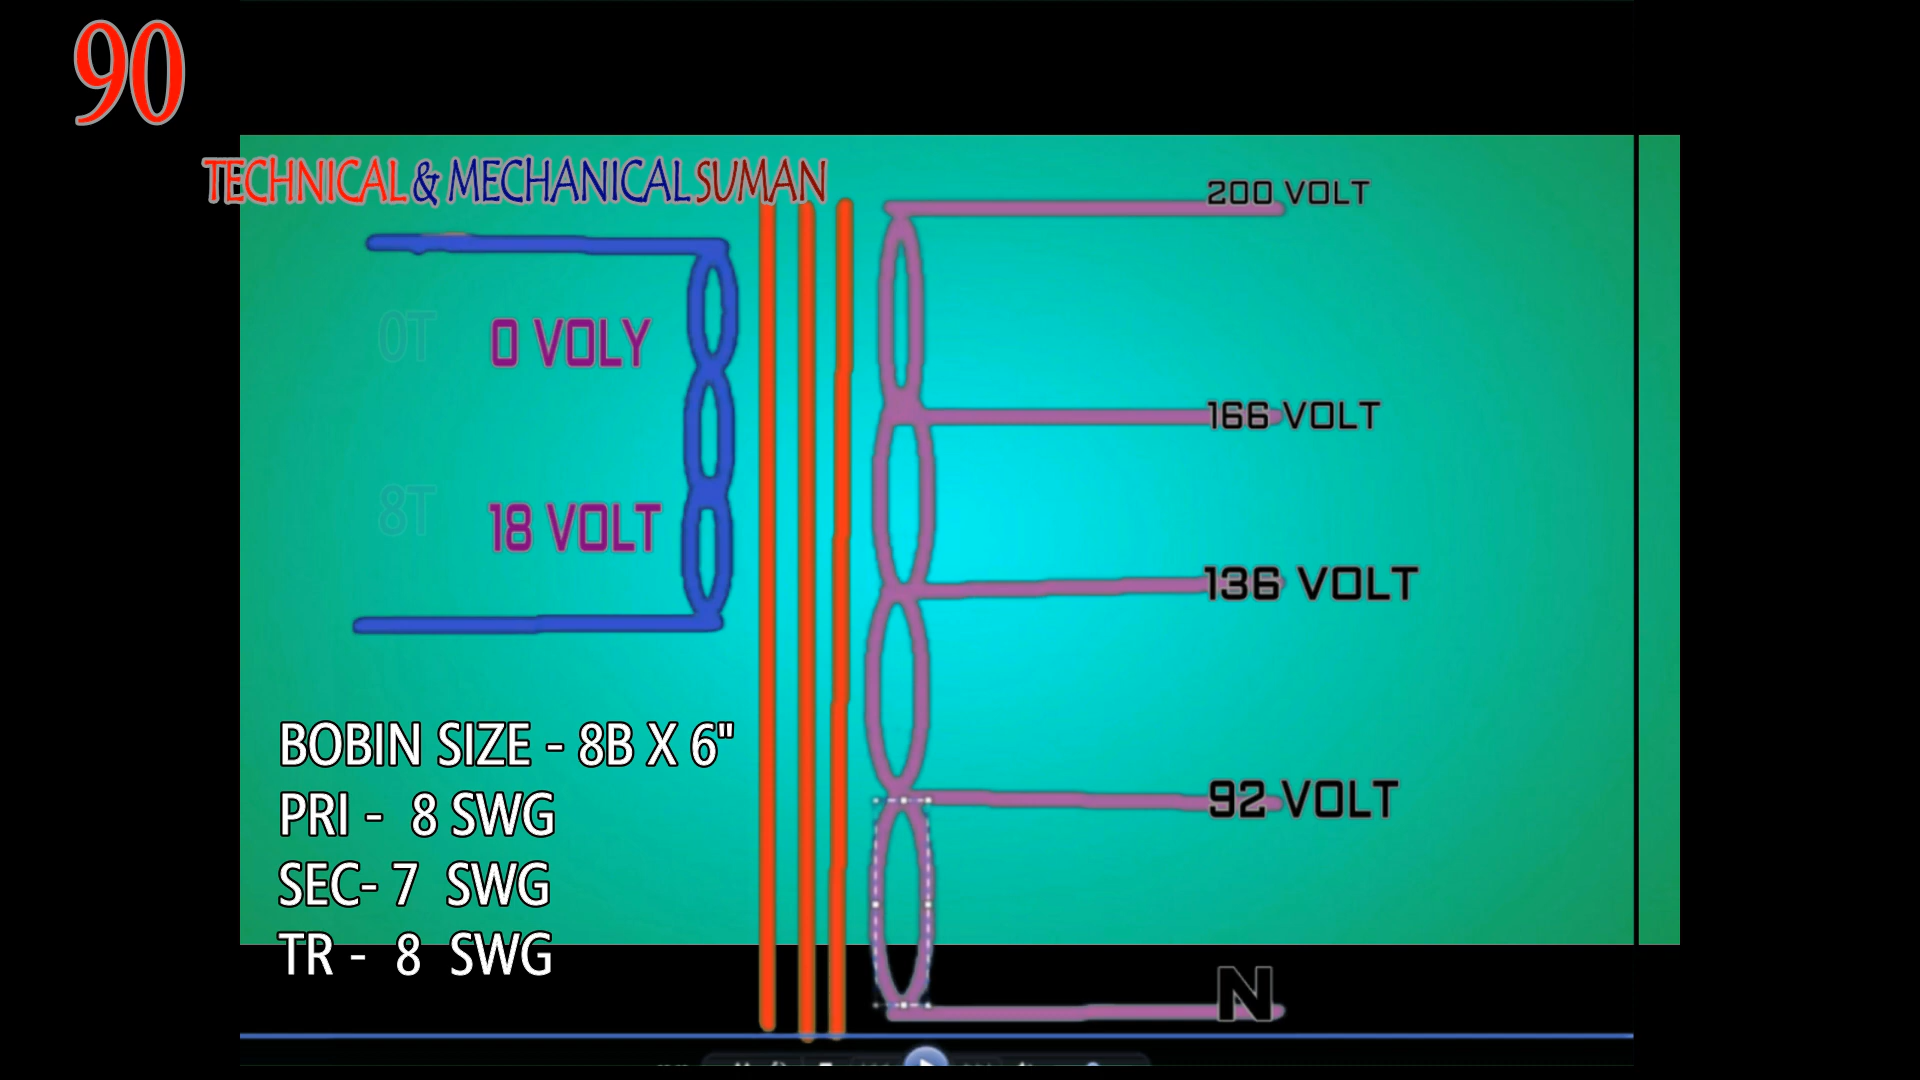 90
TECHNICAL & MECHANICAL SUMAN
200 VOLT
0T 0 VOLY
166 VOLT
8T 18 VOLT
136 VOLT
BOBIN SIZE - 8B X 6"
92 VOLT
PRI - 8 SWG
SEC- 7 SWG
TR - 8 SWG
N